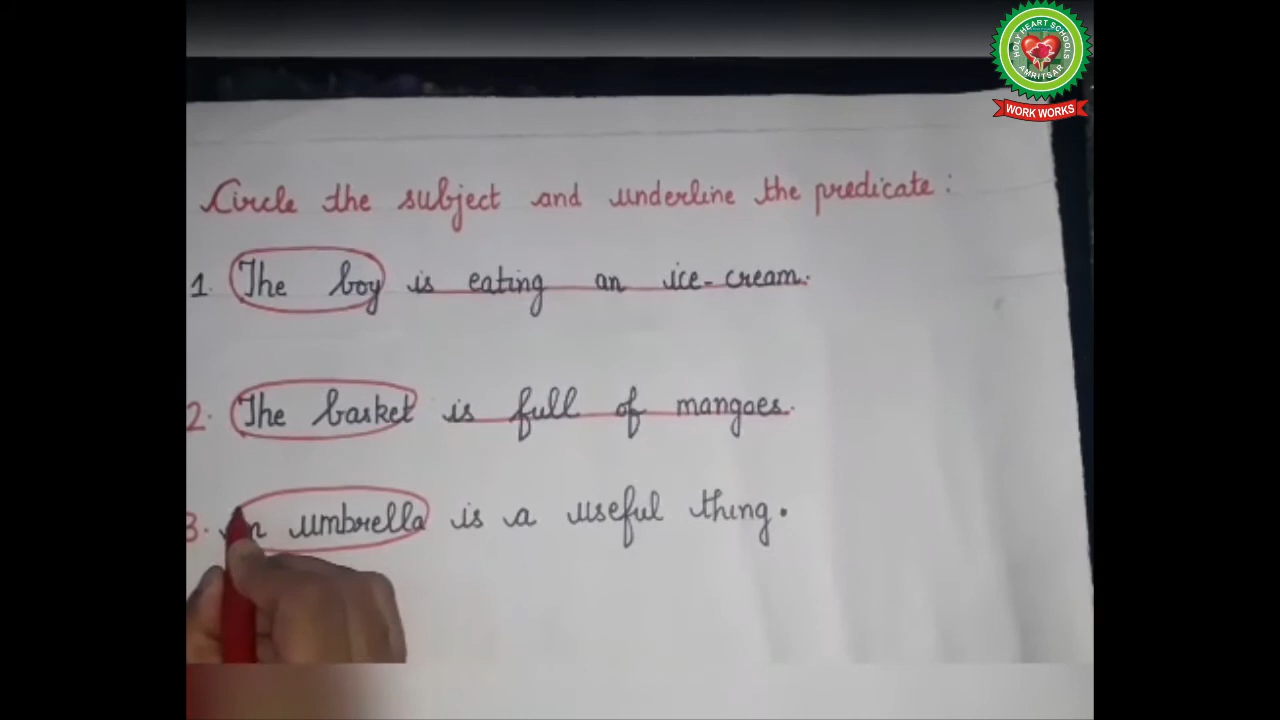 HOLY HEART SCHOOLS
AMRITSAR
WORK WORKS
Circle the subject and underline the predicate:
1. The boy is eating an ice-cream.
2. The basket is full of mangoes.
3. umbrella is a useful thing.